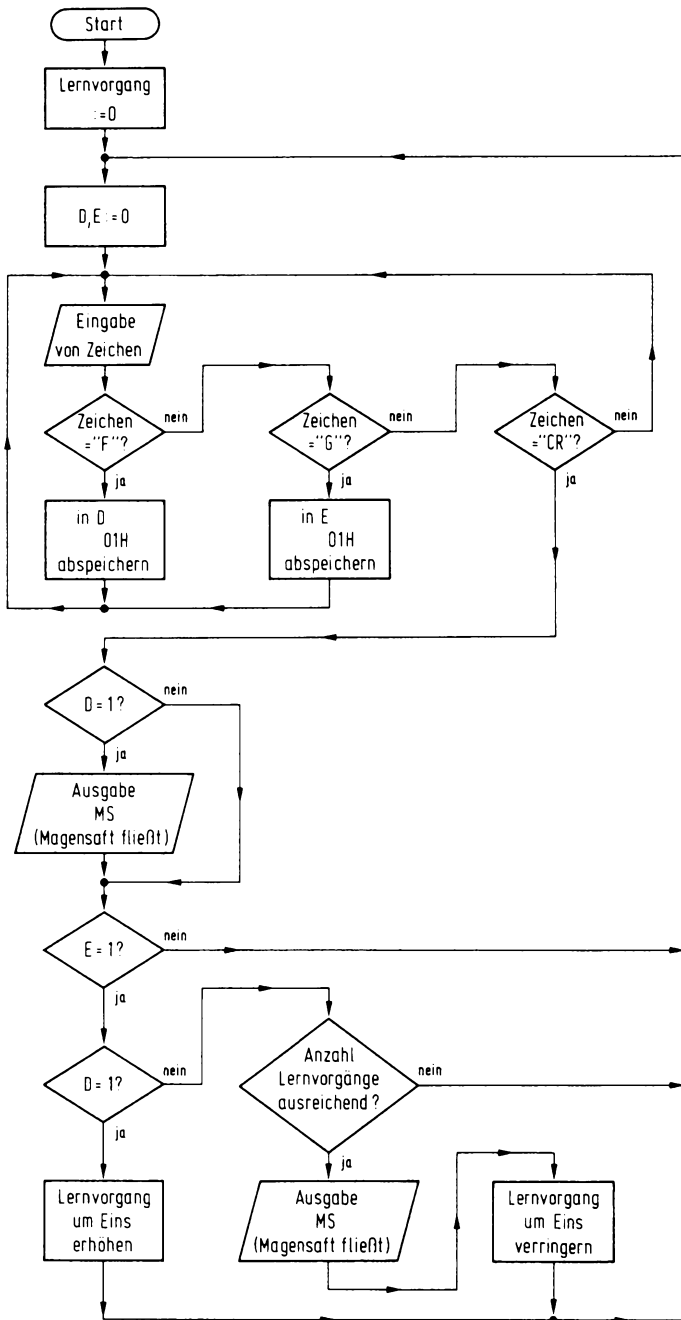 Start
Lernvorgang
:=0
D,E:=0
Eingabe
von Zeichen
Zeichen
="F"?
nein
ja
Zeichen
="G"?
nein
ja
Zeichen
="CR"?
nein
ja
in D
01H
abspeichern
in E
01H
abspeichern
D=1?
nein
ja
Ausgabe
MS
(Magensaft fließt)
E=1?
nein
ja
D=1?
nein
ja
Anzahl
Lernvorgänge
ausreichend?
nein
ja
Lernvorgang
um Eins
erhöhen
Ausgabe
MS
(Magensaft fließt)
Lernvorgang
um Eins
verringern